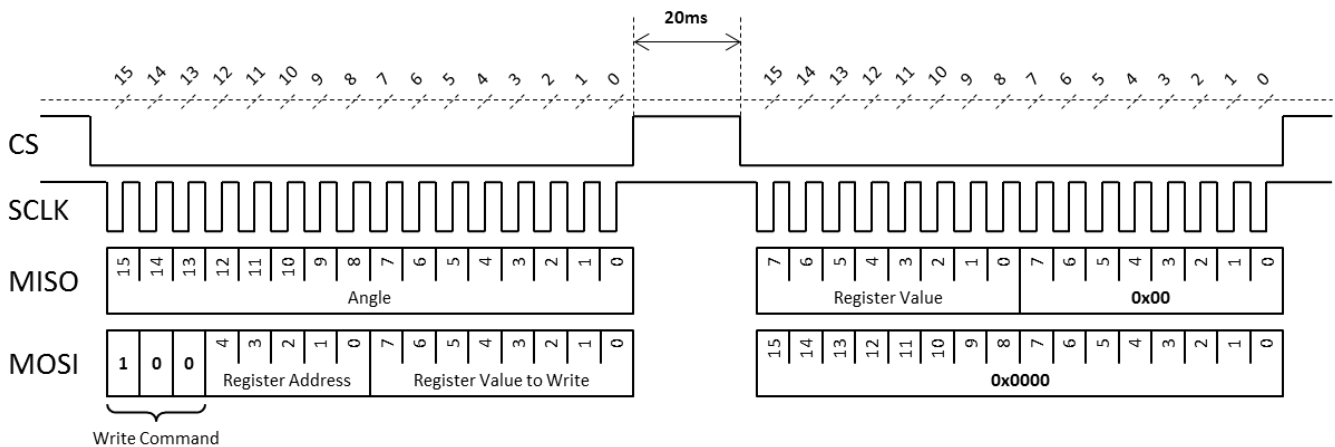 20ms
15 14 13 12 11 10 9 8 7 6 5 4 3 2 1 0 15 14 13 12 11 10 9 8 7 6 5 4 3 2 1 0
CS
SCLK
MISO 15 14 13 12 11 10 9 8 7 6 5 4 3 2 1 0 7 6 5 4 3 2 1 0 7 6 5 4 3 2 1 0
Angle Register Value 0x00
MOSI 1 0 0 4 3 2 1 0 7 6 5 4 3 2 1 0 15 14 13 12 11 10 9 8 7 6 5 4 3 2 1 0
Register Address Register Value to Write 0x0000
Write Command